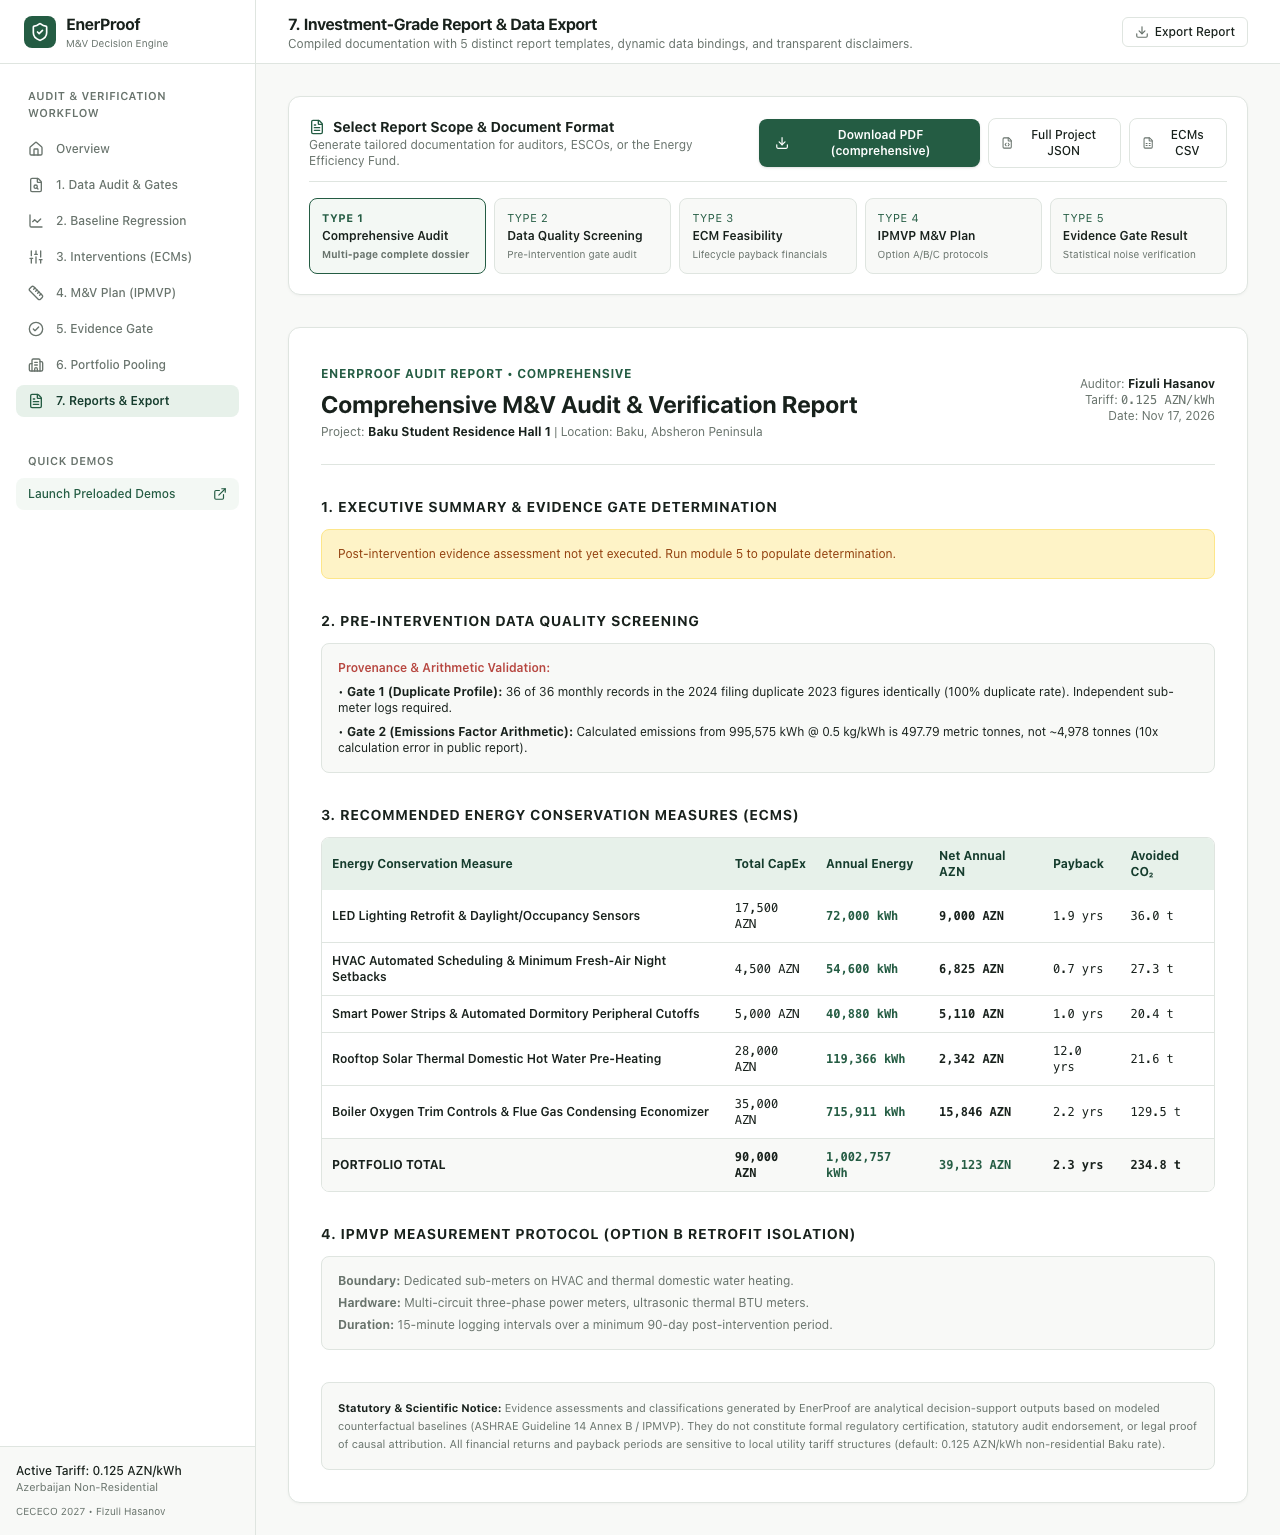 EnerProof
M&V Decision Engine
7. Investment-Grade Report & Data Export
Compiled documentation with 5 distinct report templates, dynamic data bindings, and transparent disclaimers.
Export Report
AUDIT & VERIFICATION
WORKFLOW
Overview
1. Data Audit & Gates
2. Baseline Regression
3. Interventions (ECMs)
4. M&V Plan (IPMVP)
5. Evidence Gate
6. Portfolio Pooling
7. Reports & Export
QUICK DEMOS
Launch Preloaded Demos
Active Tariff: 0.125 AZN/kWh
Azerbaijan Non-Residential
CECECO 2027 • Fizuli Hasanov
Select Report Scope & Document Format
Generate tailored documentation for auditors, ESCOs, or the Energy
Efficiency Fund.
Download PDF
(comprehensive)
Full Project
JSON
ECMs
CSV
TYPE 1
Comprehensive Audit
Multi-page complete dossier
TYPE 2
Data Quality Screening
Pre-intervention gate audit
TYPE 3
ECM Feasibility
Lifecycle payback financials
TYPE 4
IPMVP M&V Plan
Option A/B/C protocols
TYPE 5
Evidence Gate Result
Statistical noise verification
ENERPROOF AUDIT REPORT • COMPREHENSIVE
Comprehensive M&V Audit & Verification Report
Project: Baku Student Residence Hall 1 | Location: Baku, Absheron Peninsula
Auditor: Fizuli Hasanov
Tariff: 0.125 AZN/kWh
Date: Nov 17, 2026
1. EXECUTIVE SUMMARY & EVIDENCE GATE DETERMINATION
Post-intervention evidence assessment not yet executed. Run module 5 to populate determination.
2. PRE-INTERVENTION DATA QUALITY SCREENING
Provenance & Arithmetic Validation:
• Gate 1 (Duplicate Profile): 36 of 36 monthly records in the 2024 filing duplicate 2023 figures identically (100% duplicate rate). Independent sub-
meter logs required.
• Gate 2 (Emissions Factor Arithmetic): Calculated emissions from 995,575 kWh @ 0.5 kg/kWh is 497.79 metric tonnes, not ~4,978 tonnes (10x
calculation error in public report).
3. RECOMMENDED ENERGY CONSERVATION MEASURES (ECMS)
Energy Conservation Measure Total CapEx Annual Energy Net Annual AZN Payback Avoided CO₂
LED Lighting Retrofit & Daylight/Occupancy Sensors 17,500 AZN 72,000 kWh 9,000 AZN 1.9 yrs 36.0 t
HVAC Automated Scheduling & Minimum Fresh-Air Night Setbacks 4,500 AZN 54,600 kWh 6,825 AZN 0.7 yrs 27.3 t
Smart Power Strips & Automated Dormitory Peripheral Cutoffs 5,000 AZN 40,880 kWh 5,110 AZN 1.0 yrs 20.4 t
Rooftop Solar Thermal Domestic Hot Water Pre-Heating 28,000 AZN 119,366 kWh 2,342 AZN 12.0 yrs 21.6 t
Boiler Oxygen Trim Controls & Flue Gas Condensing Economizer 35,000 AZN 715,911 kWh 15,846 AZN 2.2 yrs 129.5 t
PORTFOLIO TOTAL 90,000 AZN 1,002,757 kWh 39,123 AZN 2.3 yrs 234.8 t
4. IPMVP MEASUREMENT PROTOCOL (OPTION B RETROFIT ISOLATION)
Boundary: Dedicated sub-meters on HVAC and thermal domestic water heating.
Hardware: Multi-circuit three-phase power meters, ultrasonic thermal BTU meters.
Duration: 15-minute logging intervals over a minimum 90-day post-intervention period.
Statutory & Scientific Notice: Evidence assessments and classifications generated by EnerProof are analytical decision-support outputs based on modeled
counterfactual baselines (ASHRAE Guideline 14 Annex B / IPMVP). They do not constitute formal regulatory certification, statutory audit endorsement, or legal proof
of causal attribution. All financial returns and payback periods are sensitive to local utility tariff structures (default: 0.125 AZN/kWh non-residential Baku rate).